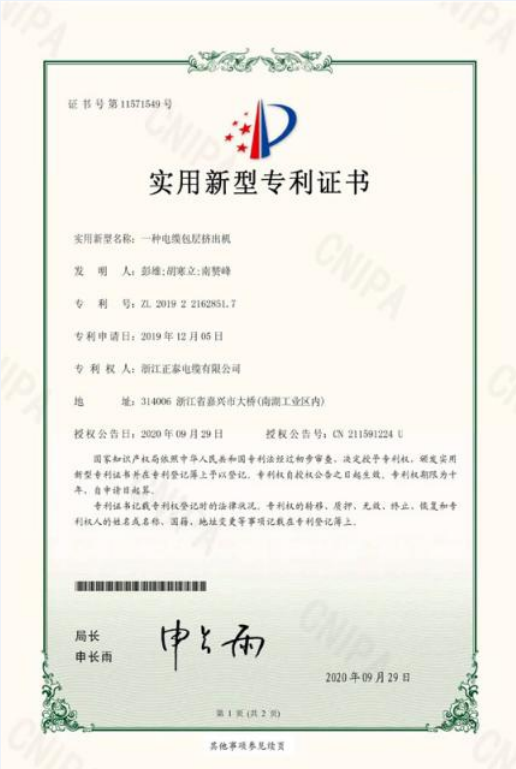 证书号第11571549号
实用新型专利证书
实用新型名称：一种电缆包层挤出机
发 明 人：彭雄;胡寒立;南贤峰
专 利 号：ZL 2019 2 2162851.7
专利申请日：2019年12月05日
专 利 权 人：浙江正泰电缆有限公司
地 址：314006 浙江省嘉兴市大桥(南湖工业区内)
授权公告日：2020年09月29日 授权公告号：CN 211591224 U
国家知识产权局依照中华人民共和国专利法经过初步审查，决定授予专利权，颁发实用
新型专利证书并在专利登记簿上予以登记。专利权自授权公告之日起生效。专利权期限为十
年，自申请日起算。
专利证书记载专利权登记时的法律状况。专利权的转移、质押、无效、终止、恢复和专
利权人的姓名或名称、国籍、地址变更等事项记载在专利登记簿上。
局长
申长雨
申长雨
2020年09月29日
第 1 页 (共 2 页)
其他事项参见续页
CNIPA
CNIPA
CNIPA
CNIPA